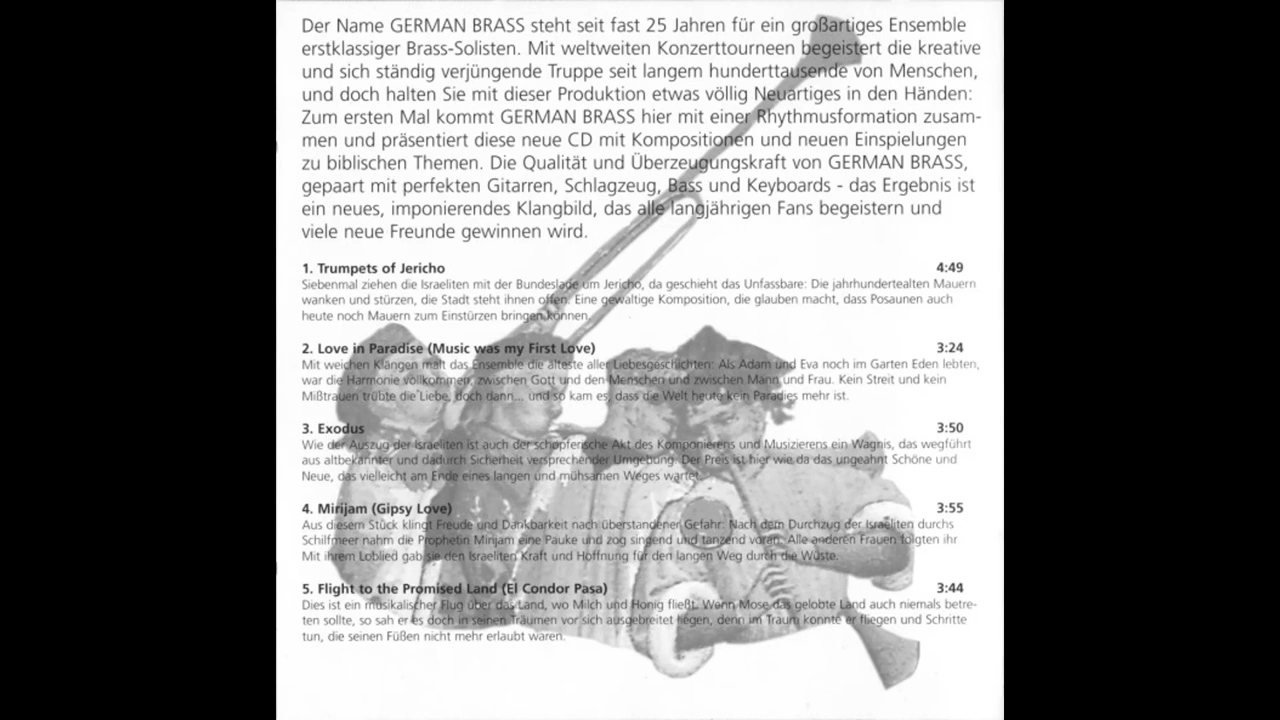 Der Name GERMAN BRASS steht seit fast 25 Jahren für ein großartiges Ensemble
erstklassiger Brass-Solisten. Mit weltweiten Konzerttourneen begeistert die kreative
und sich ständig verjüngende Truppe seit langem hunderttausende von Menschen,
und doch halten Sie mit dieser Produktion etwas völlig Neuartiges in den Händen:
Zum ersten Mal kommt GERMAN BRASS hier mit einer Rhythmusformation zusam-
men und präsentiert diese neue CD mit Kompositionen und neuen Einspielungen
zu biblischen Themen. Die Qualität und Überzeugungskraft von GERMAN BRASS,
gepaart mit perfekten Gitarren, Schlagzeug, Bass und Keyboards - das Ergebnis ist
ein neues, imponierendes Klangbild, das alle langjährigen Fans begeistern und
viele neue Freunde gewinnen wird.
1. Trumpets of Jericho 4:49
Siebenmal ziehen die Israeliten mit der Bundeslade um Jericho, da geschieht das Unfassbare: Die jahrhundertealten Mauern
wanken und stürzen, die Stadt steht ihnen offen. Eine gewaltige Komposition, die glauben macht, dass Posaunen auch
heute noch Mauern zum Einstürzen bringen können.
2. Love in Paradise (Music was my First Love) 3:24
Mit weichen Klängen malt das Ensemble die älteste aller Liebesgeschichten: Als Adam und Eva noch im Garten Eden lebten,
war die Harmonie vollkommen, zwischen Gott und den Menschen und zwischen Mann und Frau. Kein Streit und kein
Mißtrauen trübte die Liebe, doch dann... und so kam es, dass die Welt heute kein Paradies mehr ist.
3. Exodus 3:50
Wie der Auszug der Israeliten ist auch der schöpferische Akt des Komponierens und Musizierens ein Wagnis, das wegführt
aus altbekannter und dadurch Sicherheit versprechender Umgebung. Der Preis ist hier wie da das ungeahnt Schöne und
Neue, das vielleicht am Ende eines langen und mühsamen Weges wartet.
4. Mirijam (Gipsy Love) 3:55
Aus diesem Stück klingt Freude und Dankbarkeit nach überstandener Gefahr: Nach dem Durchzug der Israeliten durchs
Schilfmeer nahm die Prophetin Mirijam eine Pauke und zog singend und tanzend voran. Alle anderen Frauen folgten ihr
Mit ihrem Loblied gab sie den Israeliten Kraft und Hoffnung für den langen Weg durch die Wüste.
5. Flight to the Promised Land (El Condor Pasa) 3:44
Dies ist ein musikalischer Flug über das Land, wo Milch und Honig fließt. Wenn Mose das gelobte Land auch niemals betre-
ten sollte, so sah er es doch in seinen Träumen vor sich ausgebreitet liegen, denn im Traum konnte er fliegen und Schritte
tun, die seinen Füßen nicht mehr erlaubt waren.